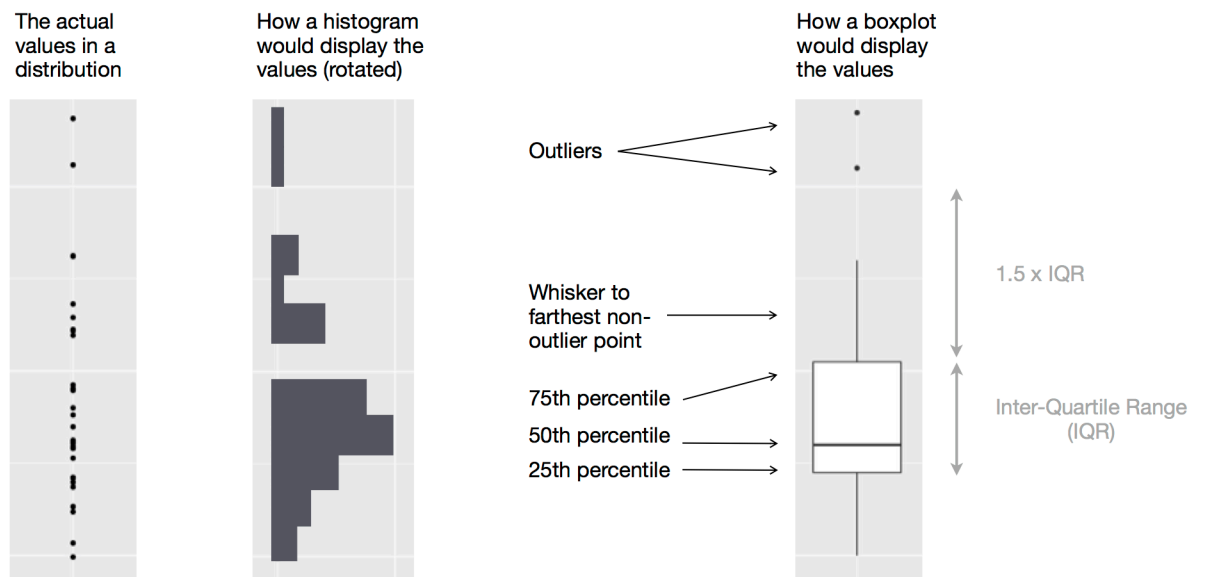 The actual
values in a
distribution
How a histogram
would display the
values (rotated)
How a boxplot
would display
the values
Outliers
1.5 x IQR
Whisker to
farthest non-
outlier point
75th percentile
50th percentile
25th percentile
Inter-Quartile Range
(IQR)